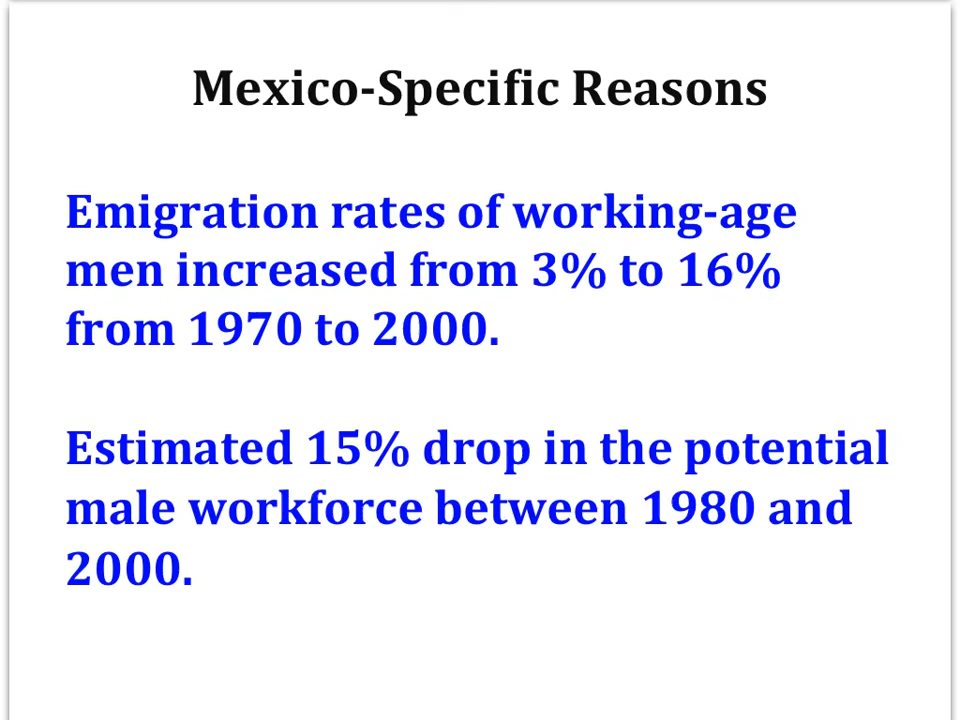 Mexico-Specific Reasons
Emigration rates of working-age
men increased from 3% to 16%
from 1970 to 2000.
Estimated 15% drop in the potential
male workforce between 1980 and
2000.